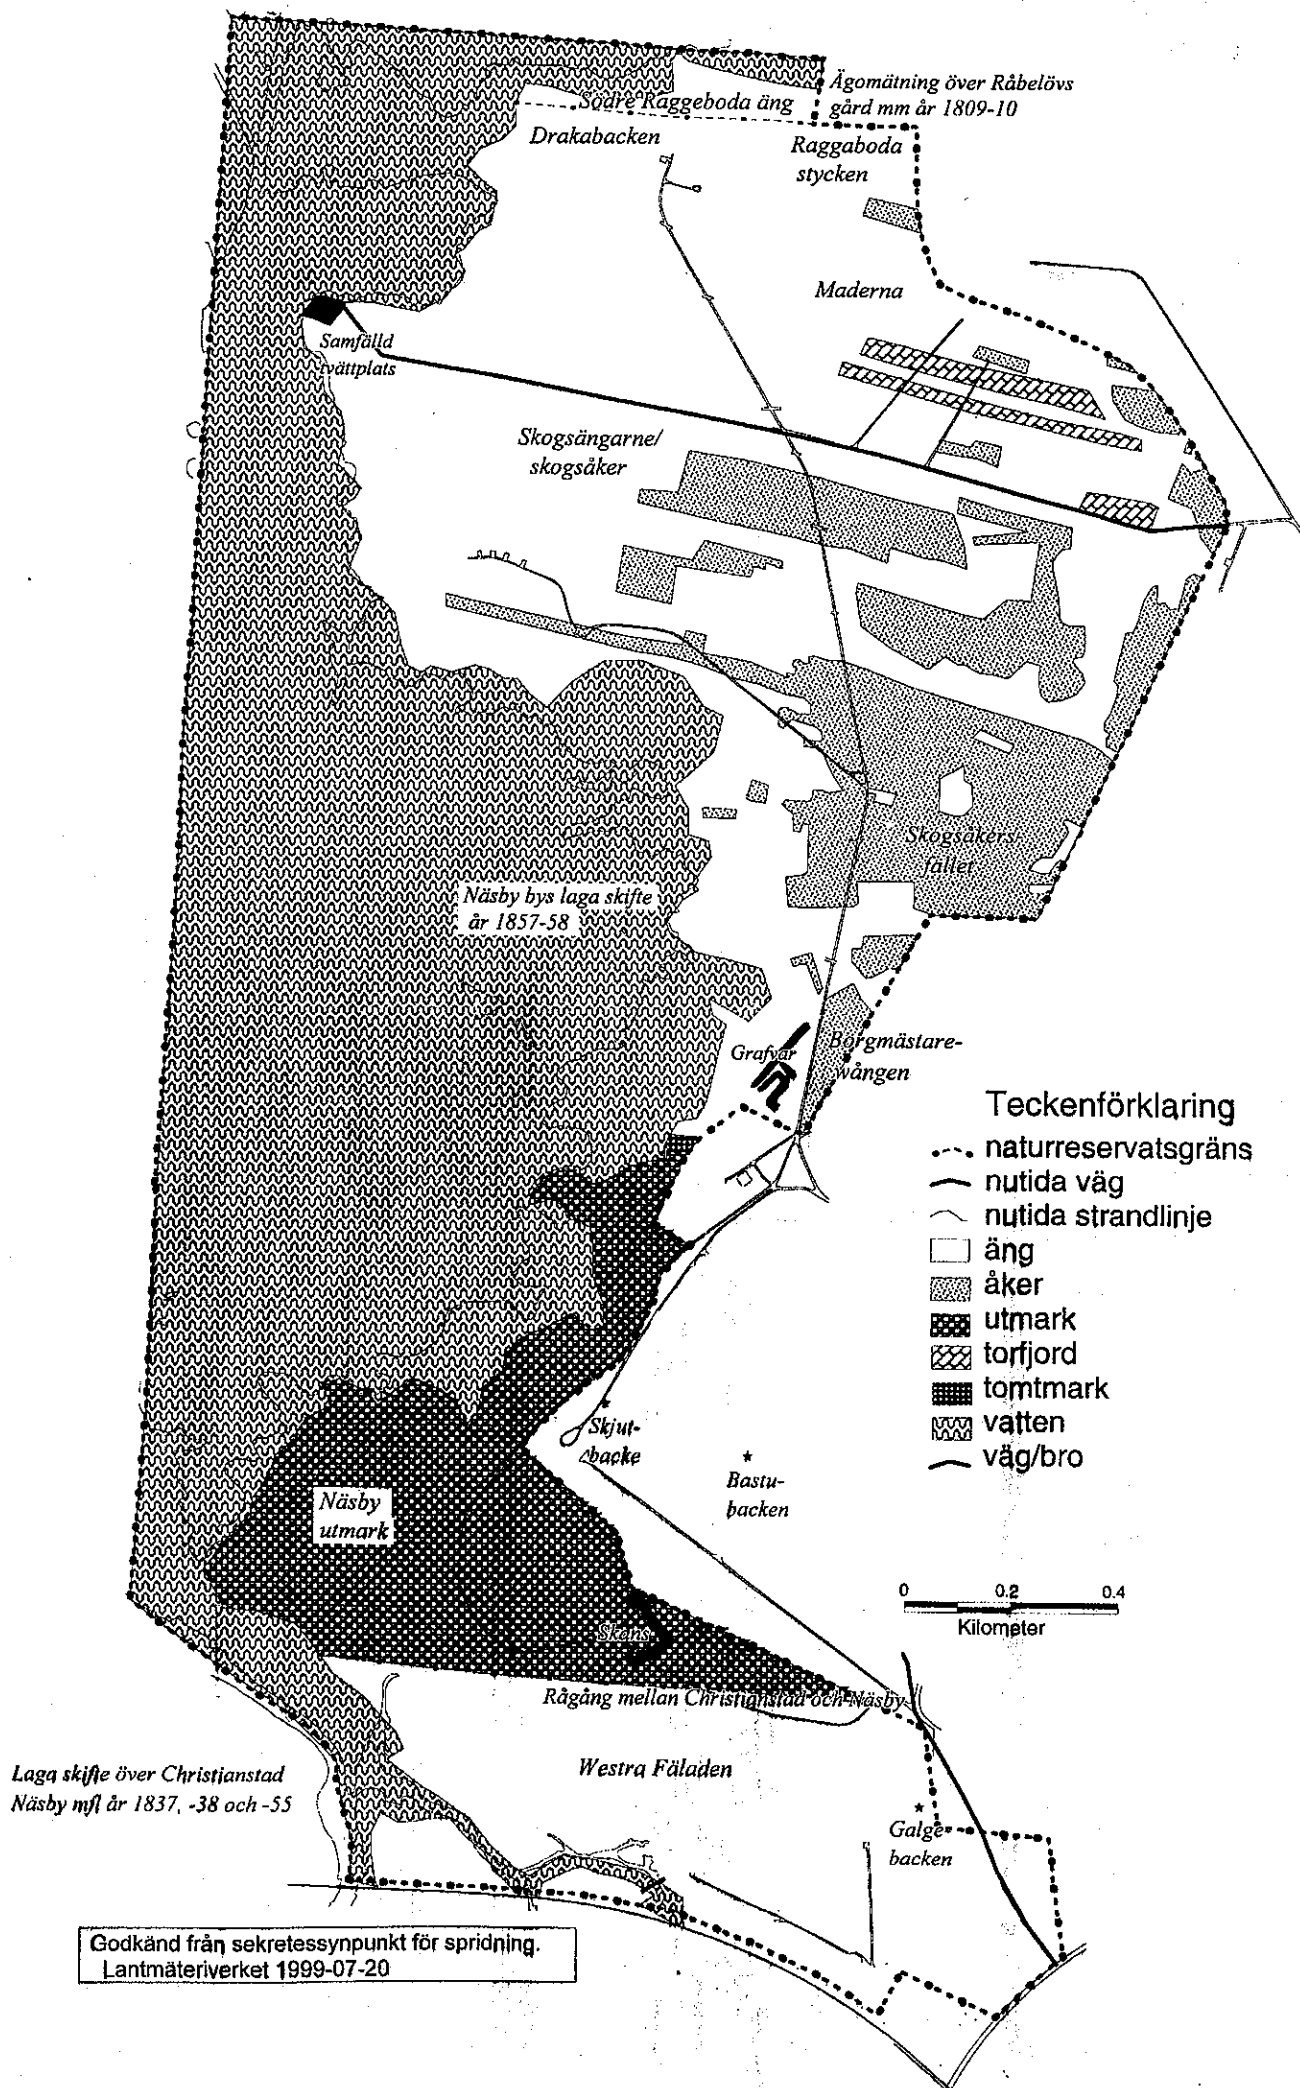 Ägomätning över Råbelövs
gård mm år 1809-10
Södre Raggeboda äng
Drakabacken
Raggaboda
stycken
Maderna
Samfälld
tvättplats
Skogsängarne/
skogsåker
Skogsåkers-
fallet
Näsby bys laga skifte
år 1857-58
Grafvar
Borgmästare-
wången
Teckenförklaring
naturreservatsgräns
nutida väg
nutida strandlinje
äng
åker
utmark
torfjord
tomtmark
vatten
väg/bro
Skjut-
backe
Bastu-
backen
Näsby
utmark
0 0.2 0.4
Kilometer
Skans
Rågång mellan Christianstad och Näsby
Westra Fäladen
Laga skifte över Christianstad
Näsby mfl år 1837, -38 och -55
Galge-
backen
Godkänd från sekretessynpunkt för spridning.
Lantmäteriverket 1999-07-20